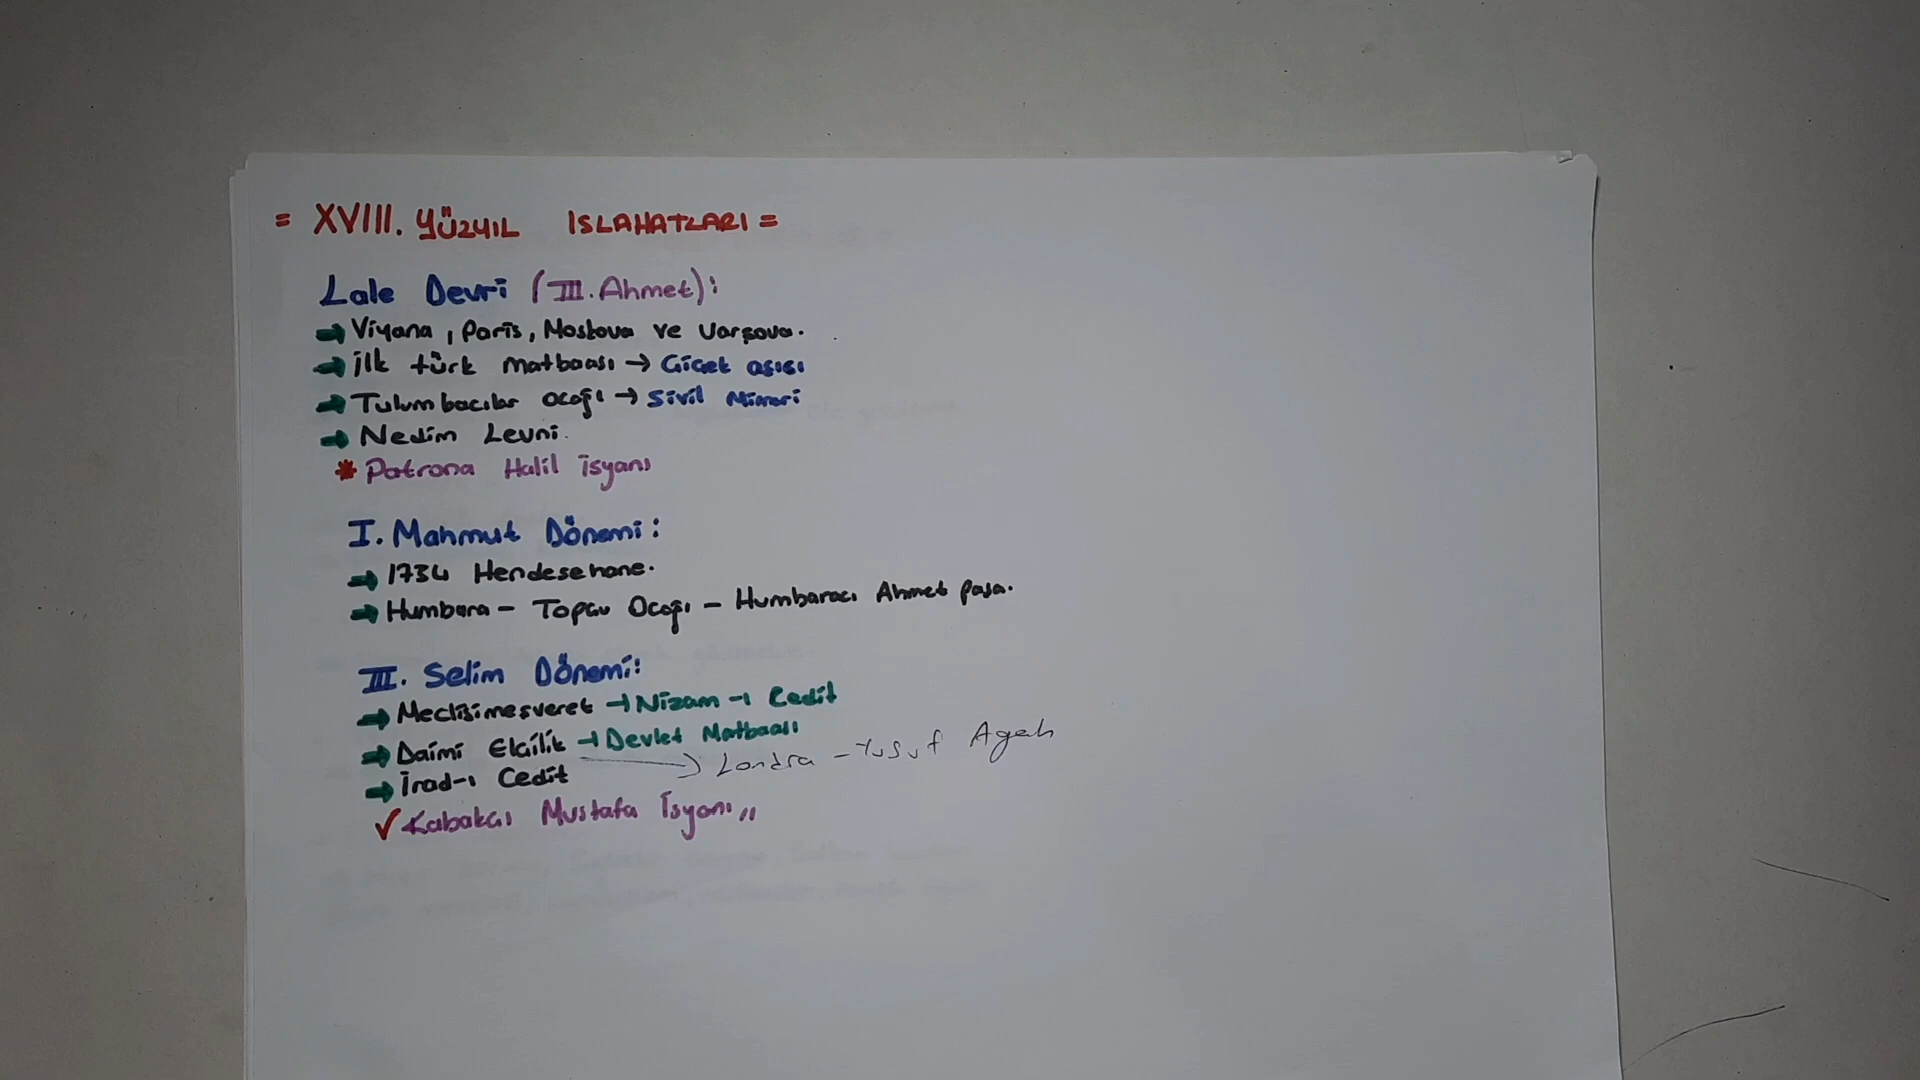 = XVIII. YÜZYIL ISLAHATLARI =
Lale Devri (III. Ahmet):
➡ Viyana, Paris, Moskova ve Varşova.
➡ İlk türk matbaası → Çiçek aşısı
➡ Tulumbacılar ocağı → Sivil Mimari
➡ Nedim Levni.
* Patrona Halil isyanı
I. Mahmut Dönemi:
➡ 1734 Hendesehane.
➡ Humbara - Topçu Ocağı - Humbaracı Ahmet paşa.
III. Selim Dönemi:
➡ Meclisimeşveret → Nizam-ı Cedit
➡ Daimi Elçilik → Devlet Matbaası
→ Londra - Yusuf Agah
➡ İrad-ı Cedit
✓ Kabakçı Mustafa İsyanı,,